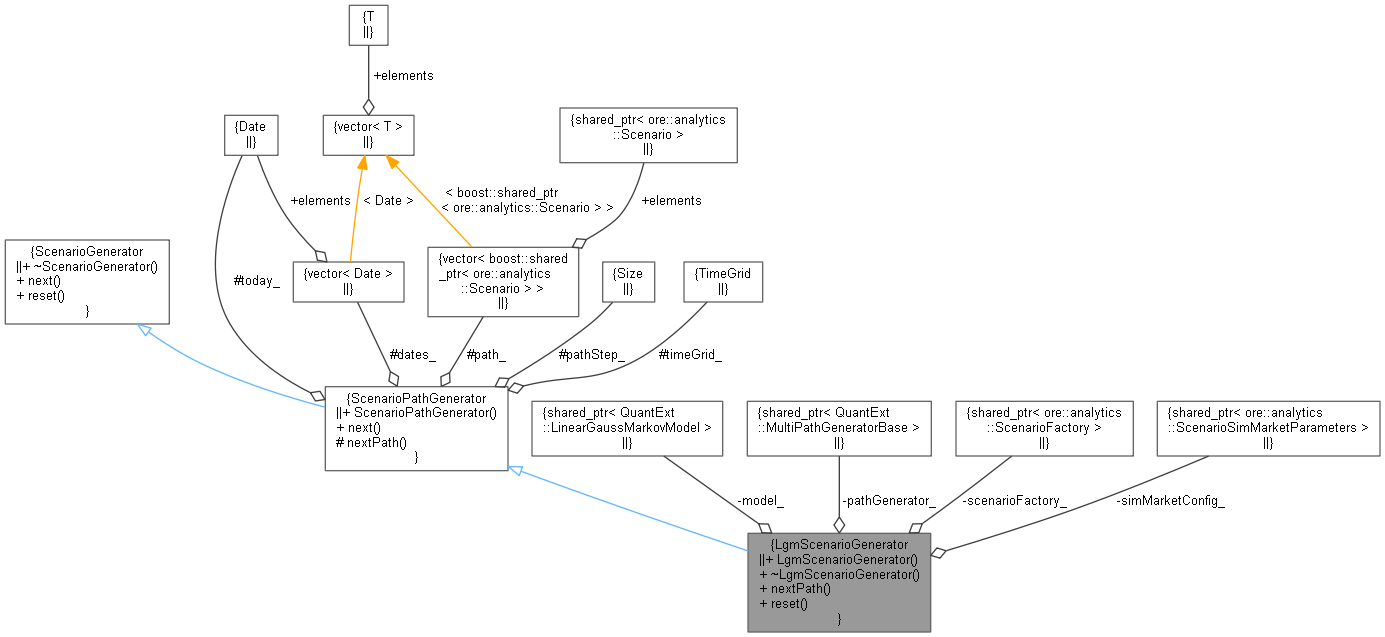 {T
||}
+elements
{Date
||}
{vector< T >
||}
{shared_ptr< ore::analytics
::Scenario >
||}
+elements
< Date >
< boost::shared_ptr
< ore::analytics::Scenario > >
+elements
{ScenarioGenerator
||+ ~ScenarioGenerator()
+ next()
+ reset()
}
#today_
{vector< Date >
||}
{vector< boost::shared
_ptr< ore::analytics
::Scenario > >
||}
{Size
||}
{TimeGrid
||}
#dates_
#path_
#pathStep_
#timeGrid_
{ScenarioPathGenerator
||+ ScenarioPathGenerator()
+ next()
# nextPath()
}
{shared_ptr< QuantExt
::LinearGaussMarkovModel >
||}
{shared_ptr< QuantExt
::MultiPathGeneratorBase >
||}
{shared_ptr< ore::analytics
::ScenarioFactory >
||}
{shared_ptr< ore::analytics
::ScenarioSimMarketParameters >
||}
-model_
-pathGenerator_
-scenarioFactory_
-simMarketConfig_
{LgmScenarioGenerator
||+ LgmScenarioGenerator()
+ ~LgmScenarioGenerator()
+ nextPath()
+ reset()
}